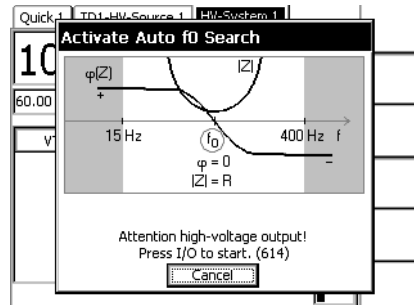 Quick 1 TD1-HV-Source 1 HV-System 1
Activate Auto f0 Search
10
60.00
φ(Z)
|Z|
+
15 Hz
f0
400 Hz f
φ = 0
|Z| = R
−
Attention high-voltage output!
Press I/O to start. (614)
Cancel